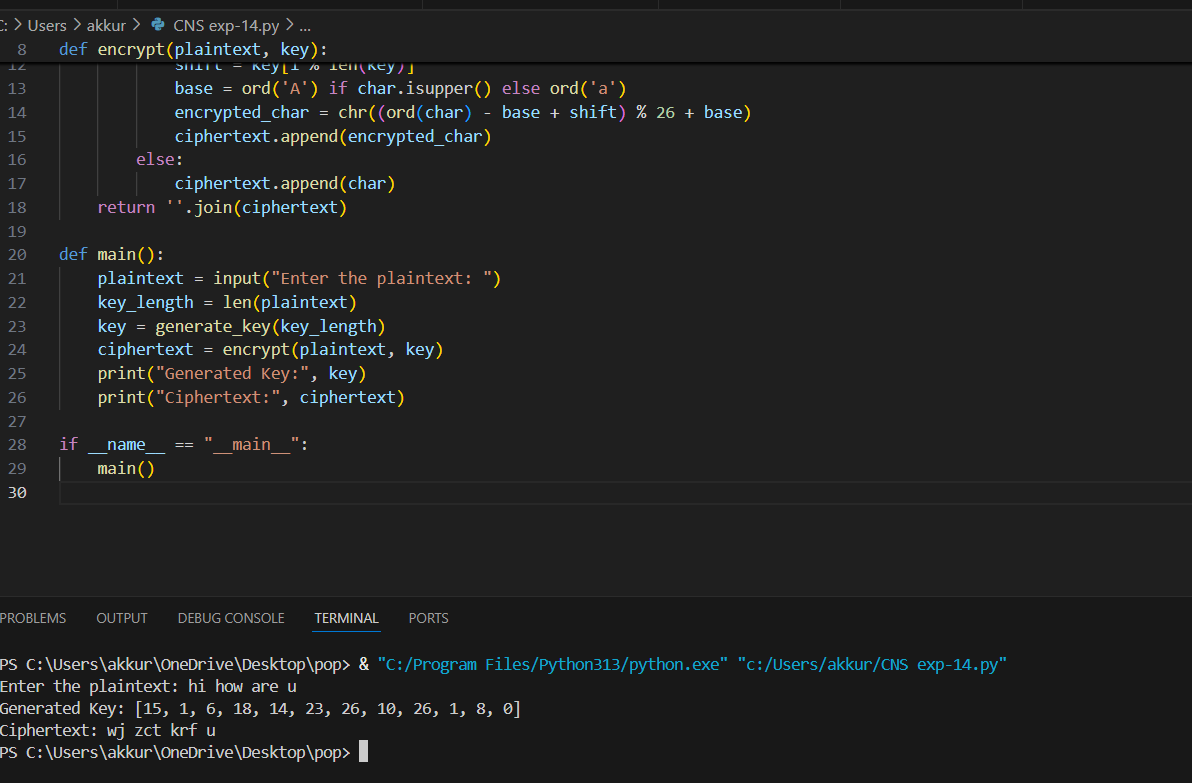 C: > Users > akkur > CNS exp-14.py > ...
8 def encrypt(plaintext, key):
12 shift = key[i % len(key)]
13 base = ord('A') if char.isupper() else ord('a')
14 encrypted_char = chr((ord(char) - base + shift) % 26 + base)
15 ciphertext.append(encrypted_char)
16 else:
17 ciphertext.append(char)
18 return ''.join(ciphertext)
19
20 def main():
21 plaintext = input("Enter the plaintext: ")
22 key_length = len(plaintext)
23 key = generate_key(key_length)
24 ciphertext = encrypt(plaintext, key)
25 print("Generated Key:", key)
26 print("Ciphertext:", ciphertext)
27
28 if __name__ == "__main__":
29 main()
30
PROBLEMS OUTPUT DEBUG CONSOLE TERMINAL PORTS
PS C:\Users\akkur\OneDrive\Desktop\pop> & "C:/Program Files/Python313/python.exe" "c:/Users/akkur/CNS exp-14.py"
Enter the plaintext: hi how are u
Generated Key: [15, 1, 6, 18, 14, 23, 26, 10, 26, 1, 8, 0]
Ciphertext: wj zct krf u
PS C:\Users\akkur\OneDrive\Desktop\pop>